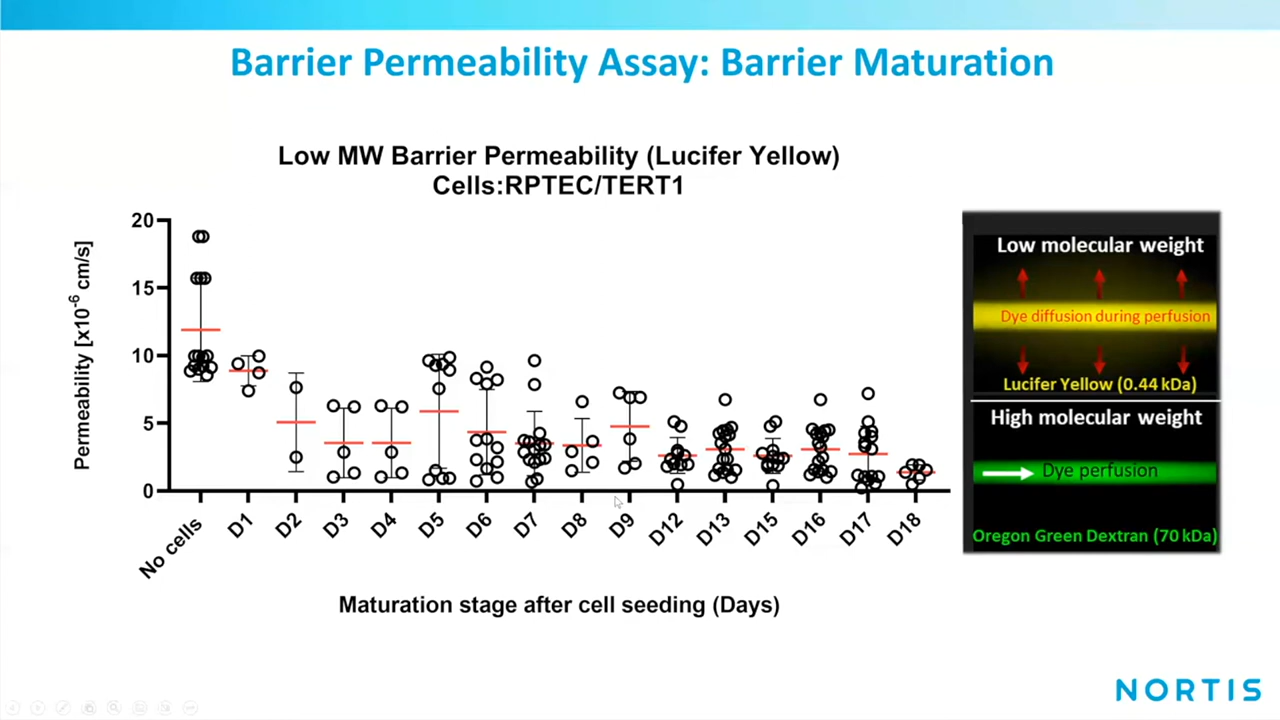 Barrier Permeability Assay: Barrier Maturation
Low MW Barrier Permeability (Lucifer Yellow)
Cells:RPTEC/TERT1
Permeability [x10⁻⁶ cm/s]
20
15
10
5
0
No cells
D1
D2
D3
D4
D5
D6
D7
D8
D9
D12
D13
D15
D16
D17
D18
Maturation stage after cell seeding (Days)
Low molecular weight
Dye diffusion during perfusion
Lucifer Yellow (0.44 kDa)
High molecular weight
Dye perfusion
Oregon Green Dextran (70 kDa)
NORTIS